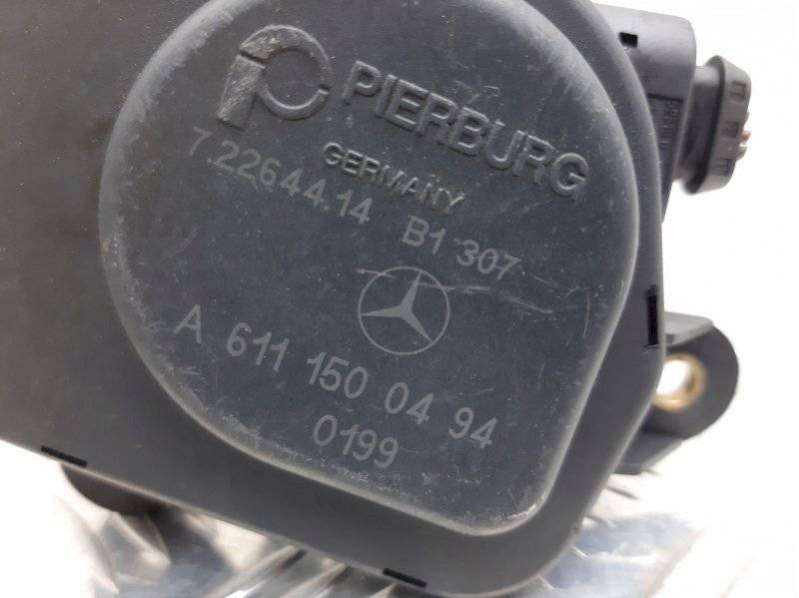 PIERBURG
GERMANY
7.22644.14 B1 307
A 611 150 04 94
0199